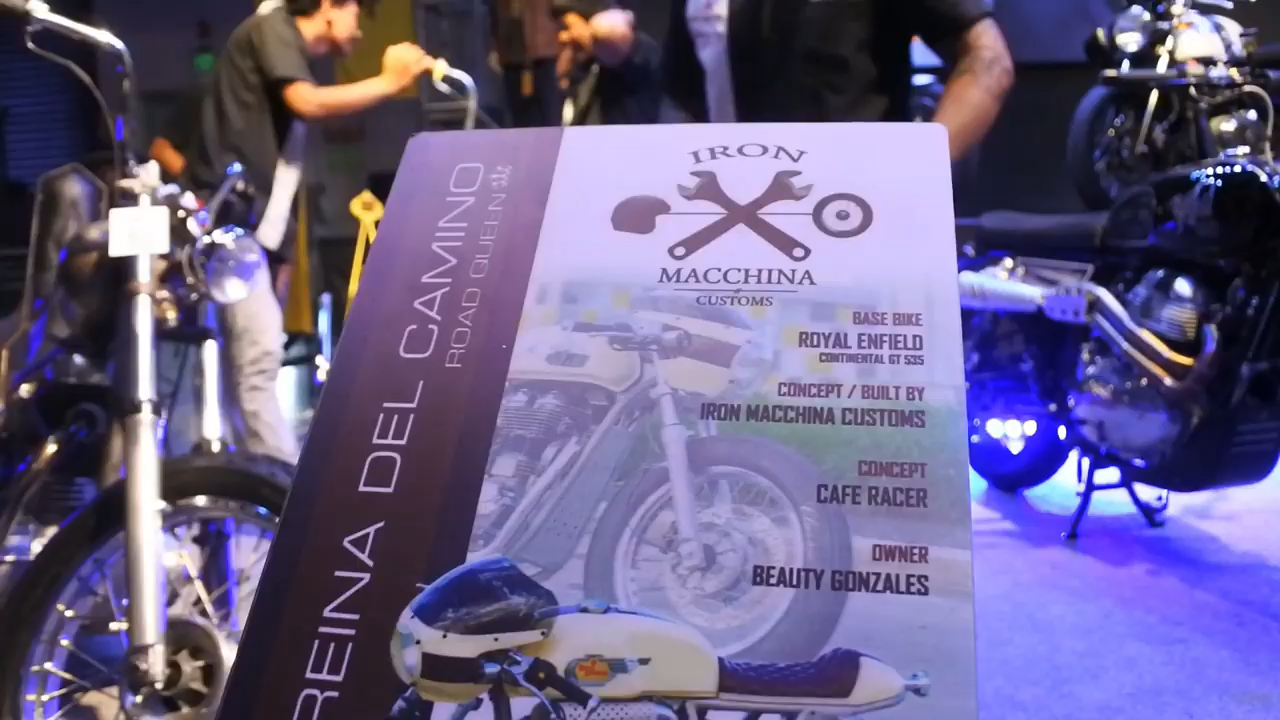 REINA DEL CAMINO
ROAD QUEEN
IRON
MACCHINA
CUSTOMS
BASE BIKE
ROYAL ENFIELD
CONTINENTAL GT 535
CONCEPT / BUILT BY
IRON MACCHINA CUSTOMS
CONCEPT
CAFE RACER
OWNER
BEAUTY GONZALES